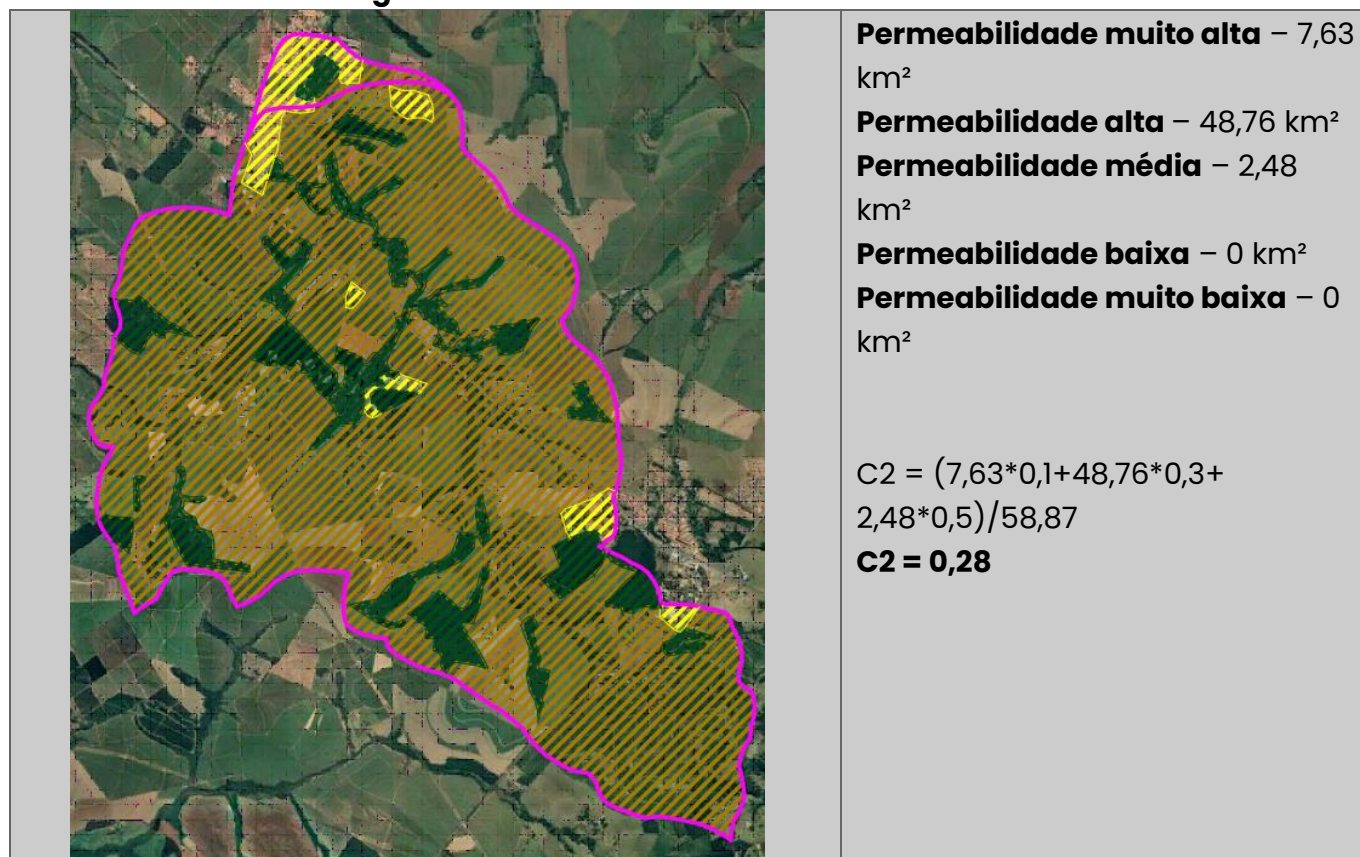 Permeabilidade muito alta – 7,63
km²
Permeabilidade alta – 48,76 km²
Permeabilidade média – 2,48
km²
Permeabilidade baixa – 0 km²
Permeabilidade muito baixa – 0
km²
C2 = (7,63*0,1+48,76*0,3+
2,48*0,5)/58,87
C2 = 0,28